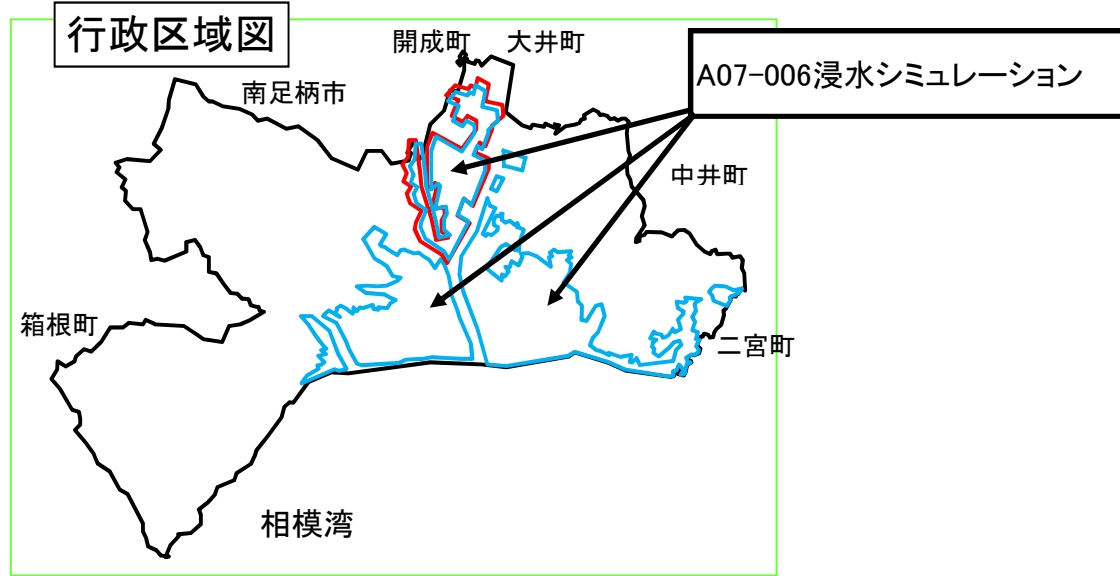 行政区域図
開成町
大井町
A07-006浸水シミュレーション
南足柄市
中井町
箱根町
二宮町
相模湾